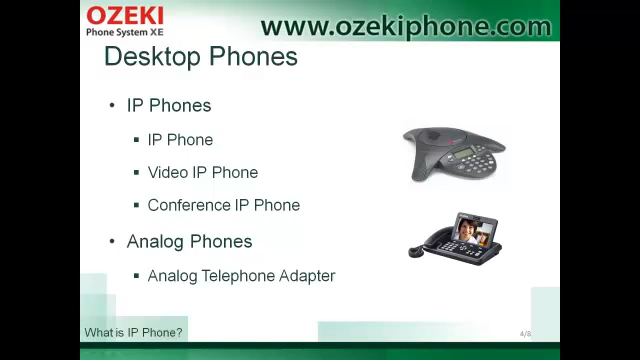 OZEKI
Phone System XE
www.ozekiphone.com
Desktop Phones
• IP Phones
▪ IP Phone
▪ Video IP Phone
▪ Conference IP Phone
• Analog Phones
▪ Analog Telephone Adapter
What is IP Phone?
4/8